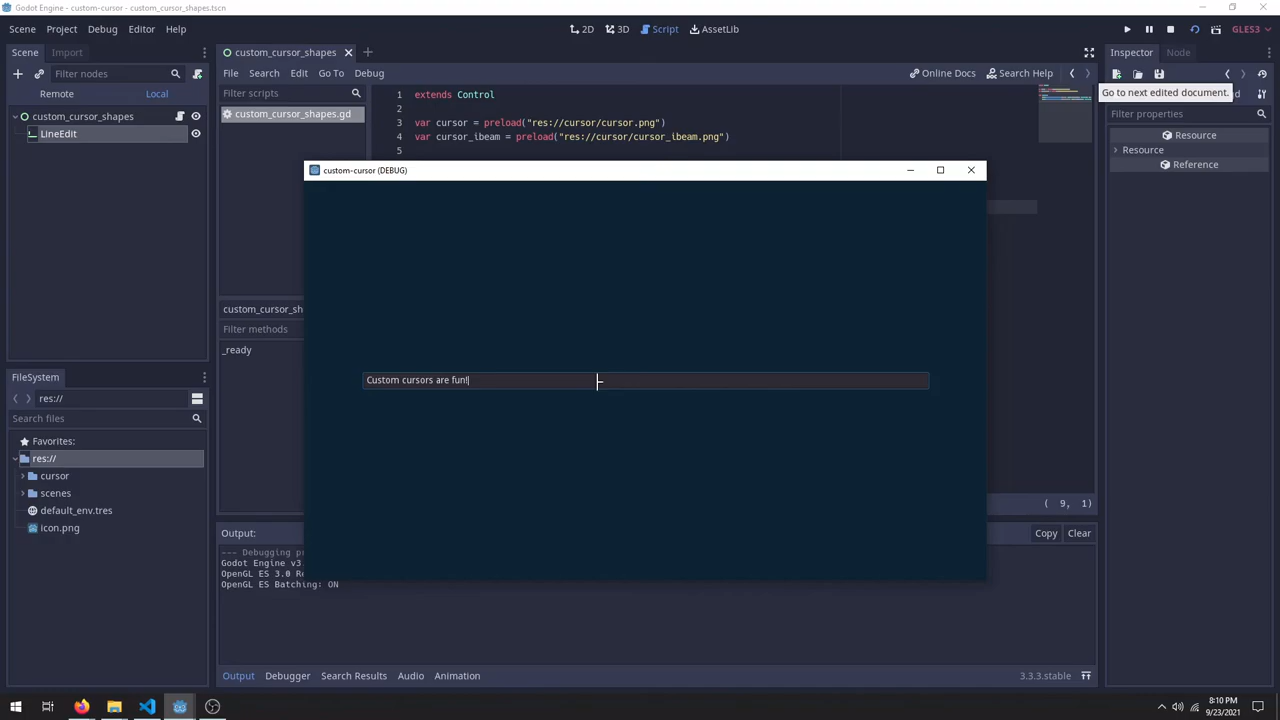 Godot Engine - custom_cursor_shapes.tscn
Scene Project Debug Editor Help
2D 3D Script AssetLib
GLES3
Scene Import
custom_cursor_shapes
Inspector Node
Filter nodes
File Search Edit Go To Debug
Online Docs Search Help
Remote Local
Filter scripts
1 extends Control
Go to next edited document.
custom_cursor_shapes
custom_cursor_shapes.gd
2
Filter properties
LineEdit
3 var cursor = preload("res://cursor/cursor.png")
4 var cursor_ibeam = preload("res://cursor/cursor_ibeam.png")
5
Resource
Resource
Reference
custom-cursor (DEBUG)
custom_cursor_sh
Filter methods
_ready
Custom cursors are fun!
FileSystem
res://
Search files
Favorites:
res://
cursor
scenes
default_env.tres
icon.png
( 9, 1)
Output:
Copy Clear
--- Debugging pr
Godot Engine v3.
OpenGL ES 3.0 Re
OpenGL ES Batching: ON
Output Debugger Search Results Audio Animation
3.3.3.stable
8:10 PM
9/23/2021